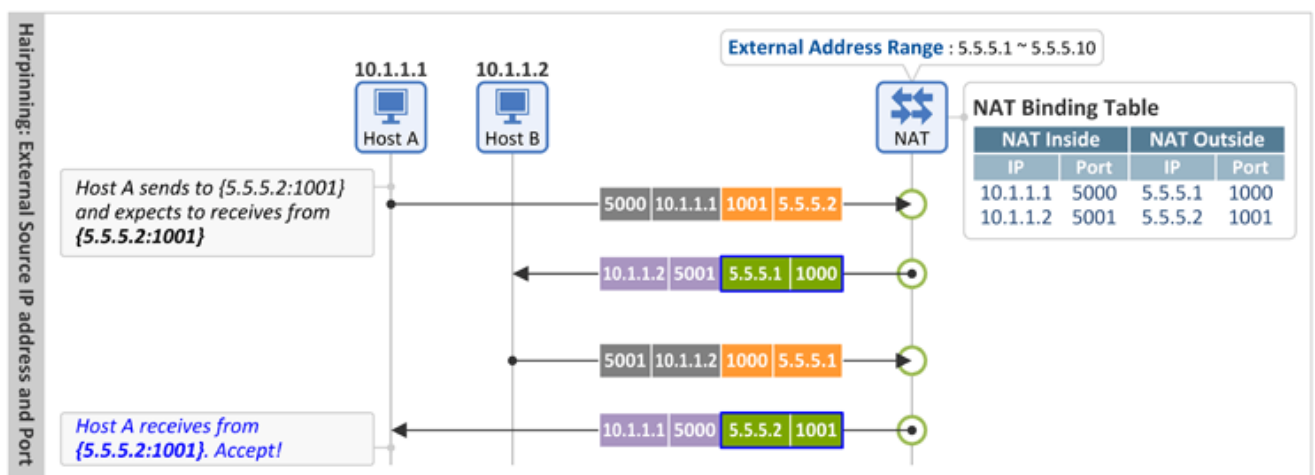 Hairpinning: External Source IP address and Port
External Address Range : 5.5.5.1 ~ 5.5.5.10
10.1.1.1
10.1.1.2
Host A
Host B
NAT
NAT Binding Table
NAT Inside NAT Outside
IP Port IP Port
10.1.1.1 5000 5.5.5.1 1000
10.1.1.2 5001 5.5.5.2 1001
Host A sends to {5.5.5.2:1001}
and expects to receives from
{5.5.5.2:1001}
5000 10.1.1.1 1001 5.5.5.2
10.1.1.2 5001 5.5.5.1 1000
5001 10.1.1.2 1000 5.5.5.1
Host A receives from
{5.5.5.2:1001}. Accept!
10.1.1.1 5000 5.5.5.2 1001